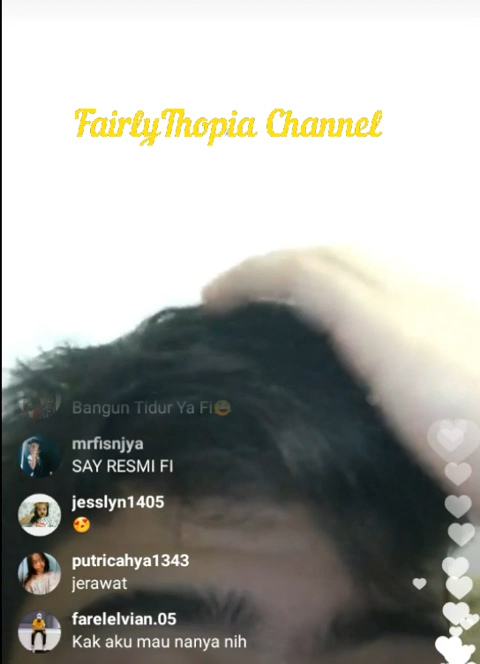 FairlyThopia Channel
Bangun Tidur Ya Fi😂
mrfisnjya
SAY RESMI FI
jesslyn1405
😍
putricahya1343
jerawat
farelelvian.05
Kak aku mau nanya nih